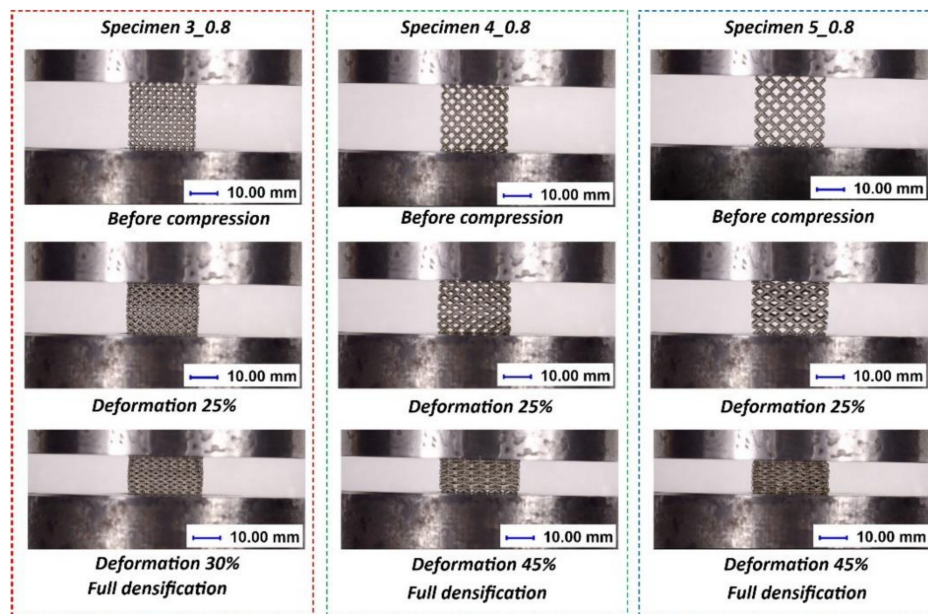 Specimen 3_0.8
10.00 mm
Before compression
10.00 mm
Deformation 25%
10.00 mm
Deformation 30%
Full densification
Specimen 4_0.8
10.00 mm
Before compression
10.00 mm
Deformation 25%
10.00 mm
Deformation 45%
Full densification
Specimen 5_0.8
10.00 mm
Before compression
10.00 mm
Deformation 25%
10.00 mm
Deformation 45%
Full densification